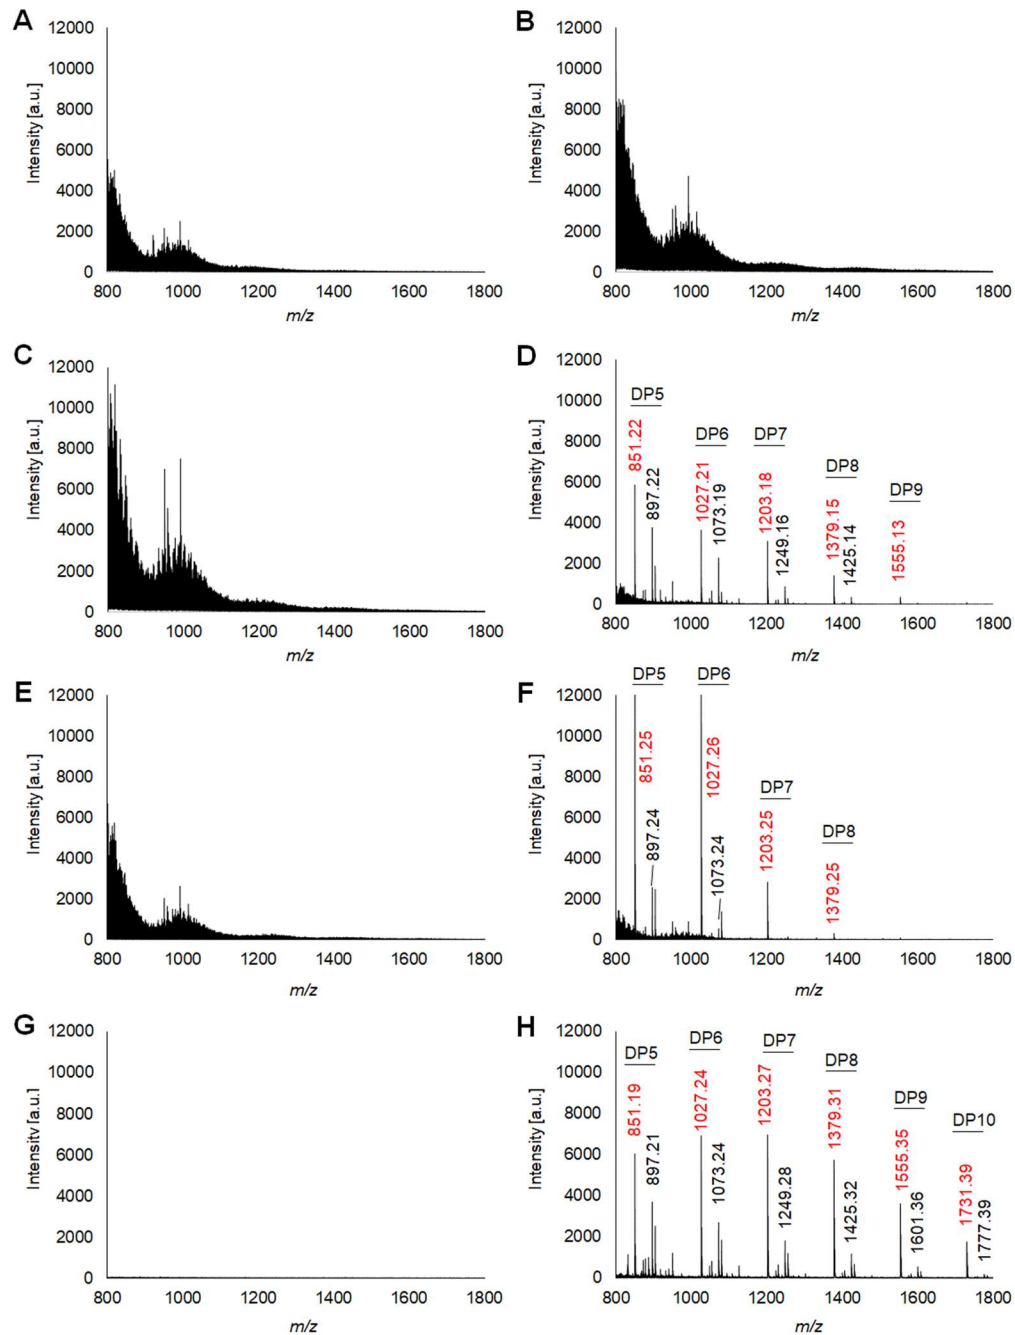 A
Intensity [a.u.]
12000
10000
8000
6000
4000
2000
0
800 1000 1200 1400 1600 1800
m/z
B
Intensity [a.u.]
12000
10000
8000
6000
4000
2000
0
800 1000 1200 1400 1600 1800
m/z
C
Intensity [a.u.]
12000
10000
8000
6000
4000
2000
0
800 1000 1200 1400 1600 1800
m/z
D
Intensity [a.u.]
12000
10000
8000
6000
4000
2000
0
DP5
851.22
897.22
DP6
1027.21
1073.19
DP7
1203.18
1249.16
DP8
1379.15
1425.14
DP9
1555.13
800 1000 1200 1400 1600 1800
m/z
E
Intensity [a.u.]
12000
10000
8000
6000
4000
2000
0
800 1000 1200 1400 1600 1800
m/z
F
Intensity [a.u.]
12000
10000
8000
6000
4000
2000
0
DP5
851.25
897.24
DP6
1027.26
1073.24
DP7
1203.25
DP8
1379.25
800 1000 1200 1400 1600 1800
m/z
G
Intensitv [a.u.]
12000
10000
8000
6000
4000
2000
0
800 1000 1200 1400 1600 1800
m/z
H
Intensity [a.u.]
12000
10000
8000
6000
4000
2000
0
DP5
851.19
897.21
DP6
1027.24
1073.24
DP7
1203.27
1249.28
DP8
1379.31
1425.32
DP9
1555.35
1601.36
DP10
1731.39
1777.39
800 1000 1200 1400 1600 1800
m/z